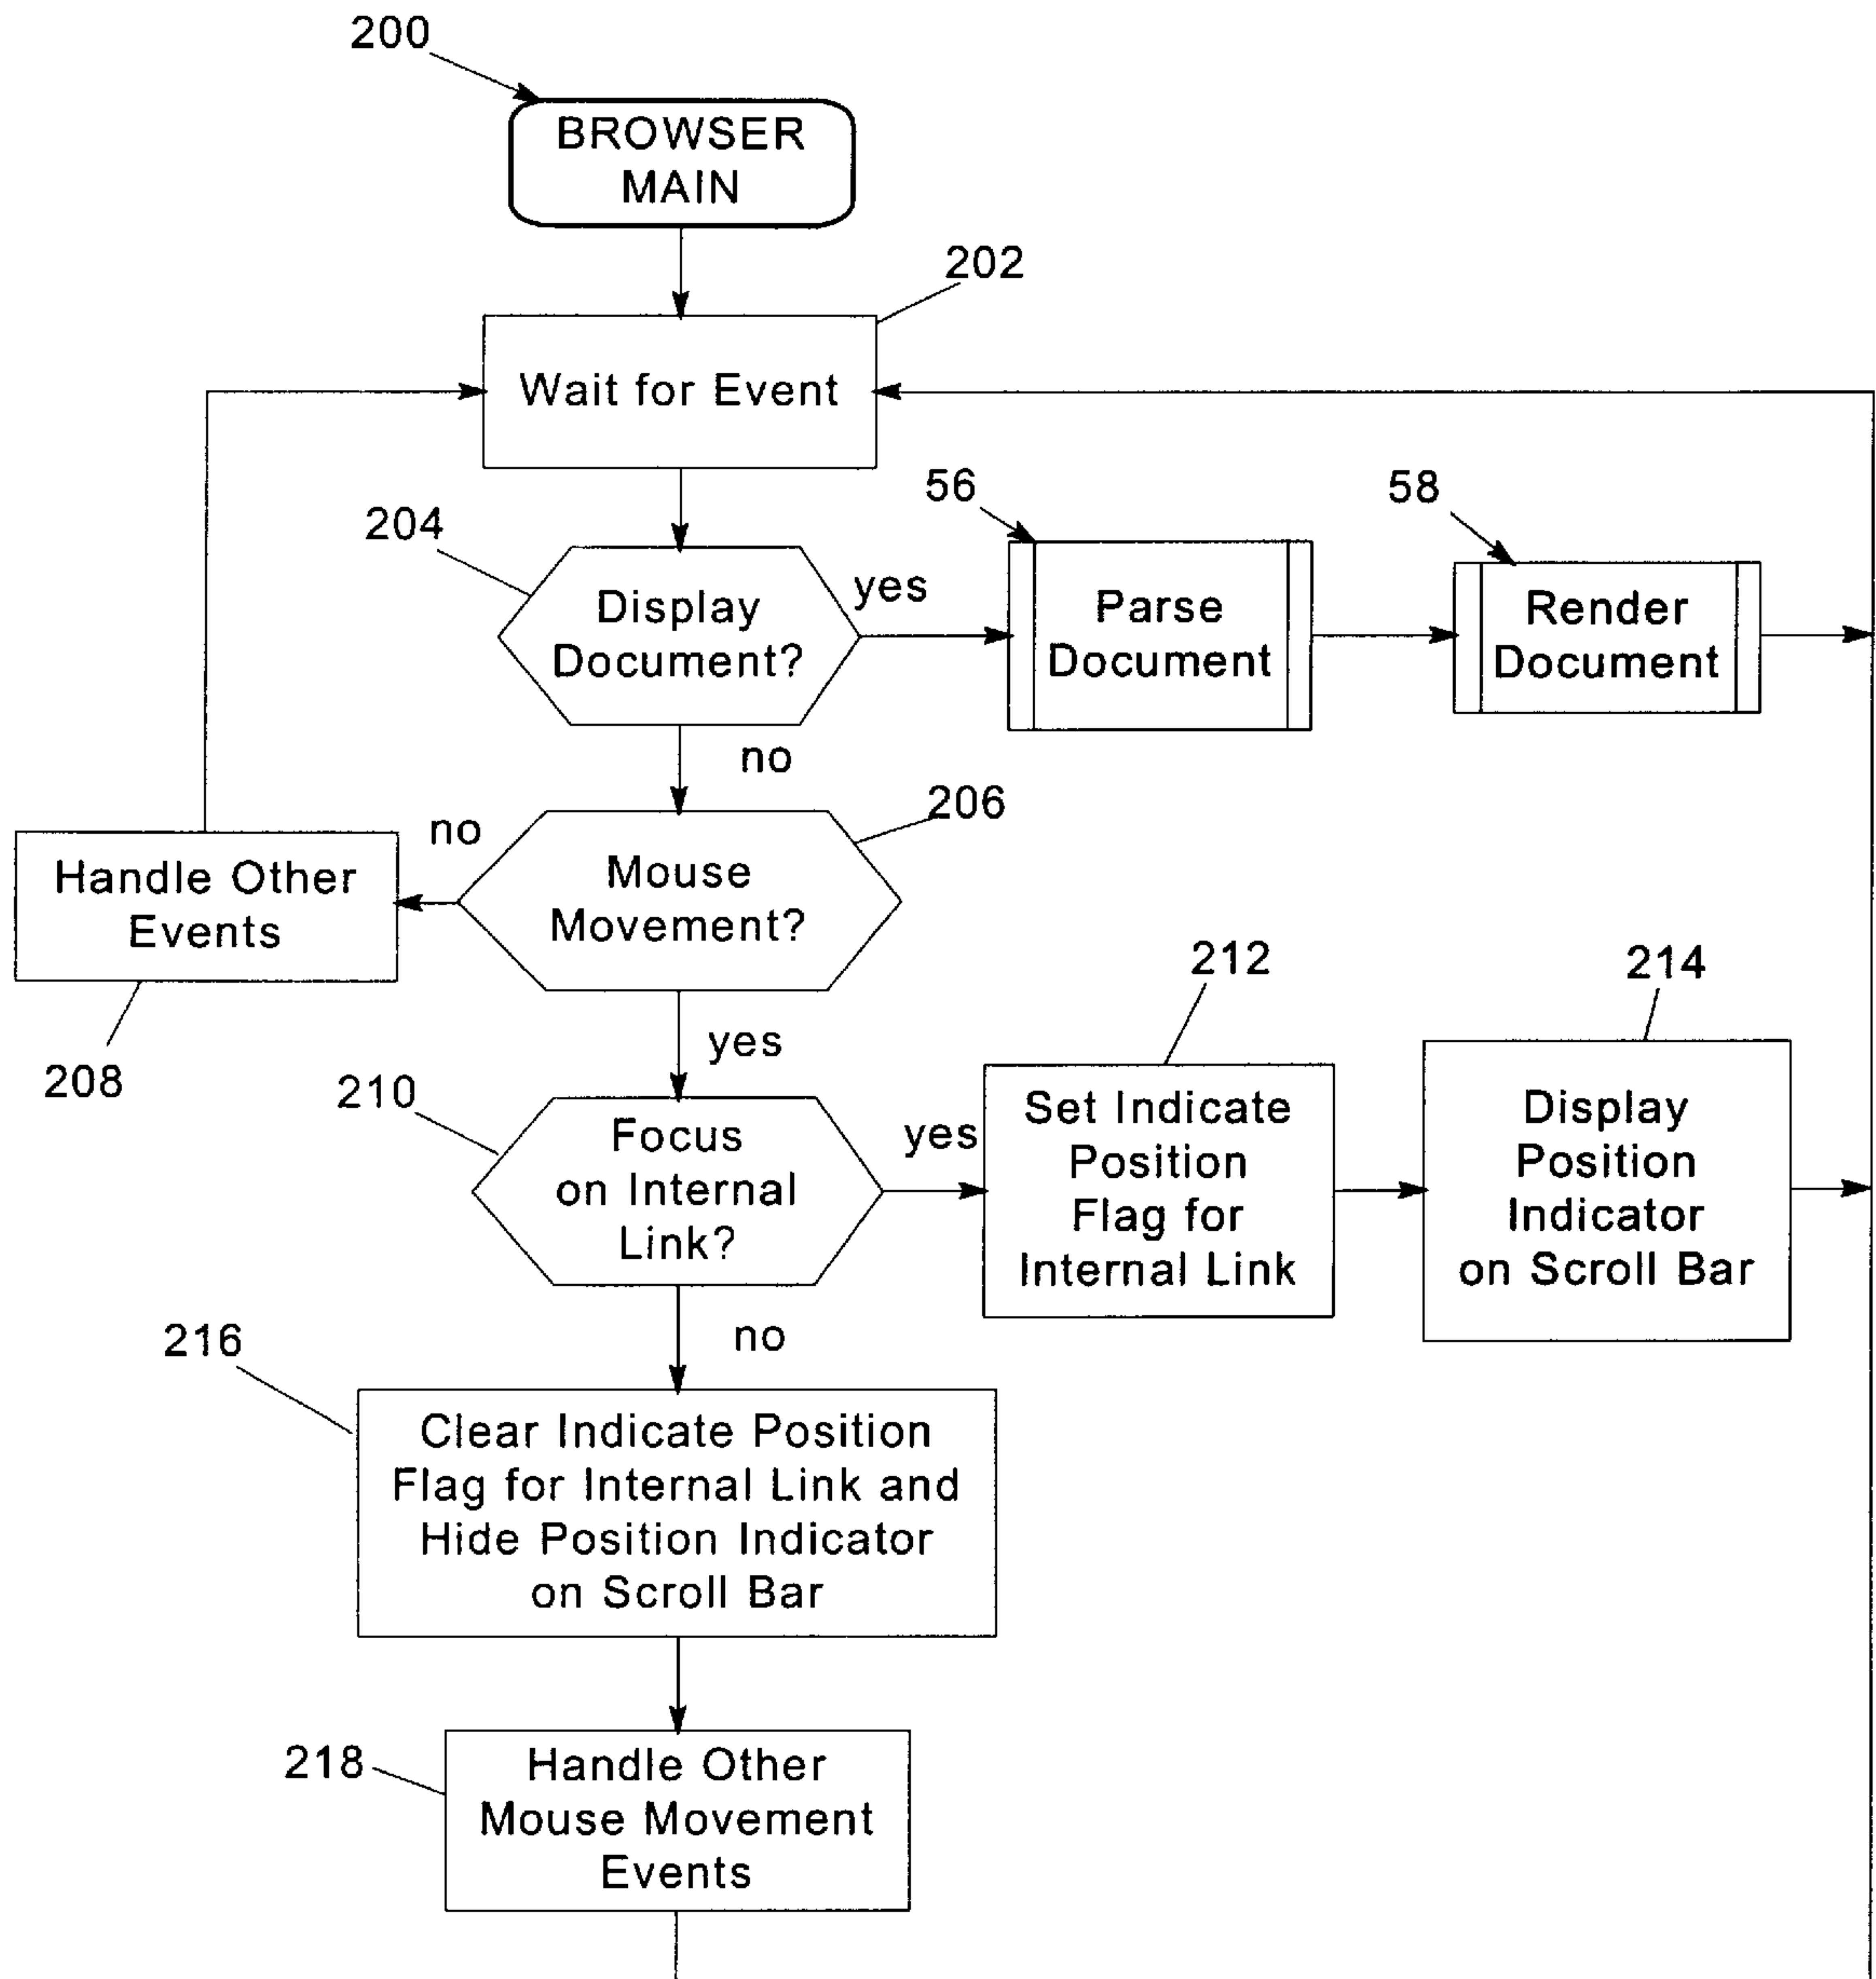 200
BROWSER
MAIN
202
Wait for Event
204
Display
Document?
yes
56
Parse
Document
58
Render
Document
no
206
Mouse
Movement?
no
Handle Other
Events
208
yes
210
Focus
on Internal
Link?
yes
212
Set Indicate
Position
Flag for
Internal Link
214
Display
Position
Indicator
on Scroll Bar
no
216
Clear Indicate Position
Flag for Internal Link and
Hide Position Indicator
on Scroll Bar
218
Handle Other
Mouse Movement
Events